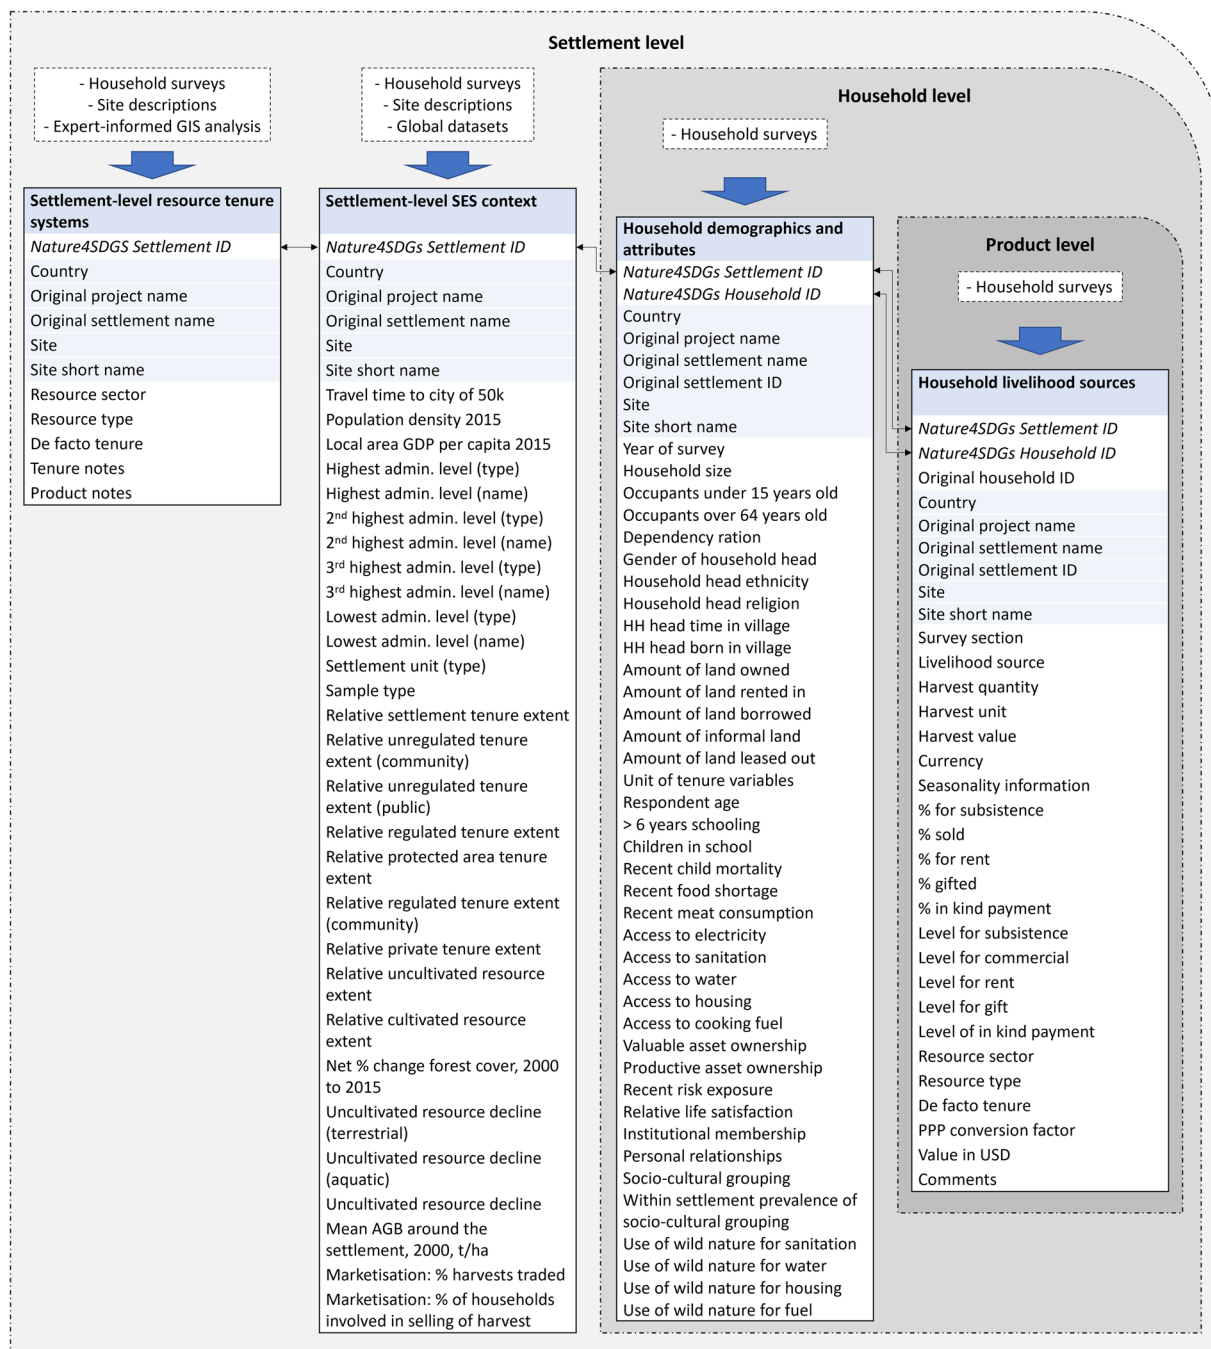 Settlement level
- Household surveys
- Site descriptions
- Expert-informed GIS analysis
Settlement-level resource tenure
systems
Nature4SDGS Settlement ID
Country
Original project name
Original settlement name
Site
Site short name
Resource sector
Resource type
De facto tenure
Tenure notes
Product notes
- Household surveys
- Site descriptions
- Global datasets
Settlement-level SES context
Nature4SDGs Settlement ID
Country
Original project name
Original settlement name
Site
Site short name
Travel time to city of 50k
Population density 2015
Local area GDP per capita 2015
Highest admin. level (type)
Highest admin. level (name)
2nd highest admin. level (type)
2nd highest admin. level (name)
3rd highest admin. level (type)
3rd highest admin. level (name)
Lowest admin. level (type)
Lowest admin. level (name)
Settlement unit (type)
Sample type
Relative settlement tenure extent
Relative unregulated tenure
extent (community)
Relative unregulated tenure
extent (public)
Relative regulated tenure extent
Relative protected area tenure
extent
Relative regulated tenure extent
(community)
Relative private tenure extent
Relative uncultivated resource
extent
Relative cultivated resource
extent
Net % change forest cover, 2000
to 2015
Uncultivated resource decline
(terrestrial)
Uncultivated resource decline
(aquatic)
Uncultivated resource decline
Mean AGB around the
settlement, 2000, t/ha
Marketisation: % harvests traded
Marketisation: % of households
involved in selling of harvest
Household level
- Household surveys
Household demographics and
attributes
Nature4SDGs Settlement ID
Nature4SDGs Household ID
Country
Original project name
Original settlement name
Original settlement ID
Site
Site short name
Year of survey
Household size
Occupants under 15 years old
Occupants over 64 years old
Dependency ration
Gender of household head
Household head ethnicity
Household head religion
HH head time in village
HH head born in village
Amount of land owned
Amount of land rented in
Amount of land borrowed
Amount of informal land
Amount of land leased out
Unit of tenure variables
Respondent age
> 6 years schooling
Children in school
Recent child mortality
Recent food shortage
Recent meat consumption
Access to electricity
Access to sanitation
Access to water
Access to housing
Access to cooking fuel
Valuable asset ownership
Productive asset ownership
Recent risk exposure
Relative life satisfaction
Institutional membership
Personal relationships
Socio-cultural grouping
Within settlement prevalence of
socio-cultural grouping
Use of wild nature for sanitation
Use of wild nature for water
Use of wild nature for housing
Use of wild nature for fuel
Product level
- Household surveys
Household livelihood sources
Nature4SDGs Settlement ID
Nature4SDGs Household ID
Original household ID
Country
Original project name
Original settlement name
Original settlement ID
Site
Site short name
Survey section
Livelihood source
Harvest quantity
Harvest unit
Harvest value
Currency
Seasonality information
% for subsistence
% sold
% for rent
% gifted
% in kind payment
Level for subsistence
Level for commercial
Level for rent
Level for gift
Level of in kind payment
Resource sector
Resource type
De facto tenure
PPP conversion factor
Value in USD
Comments